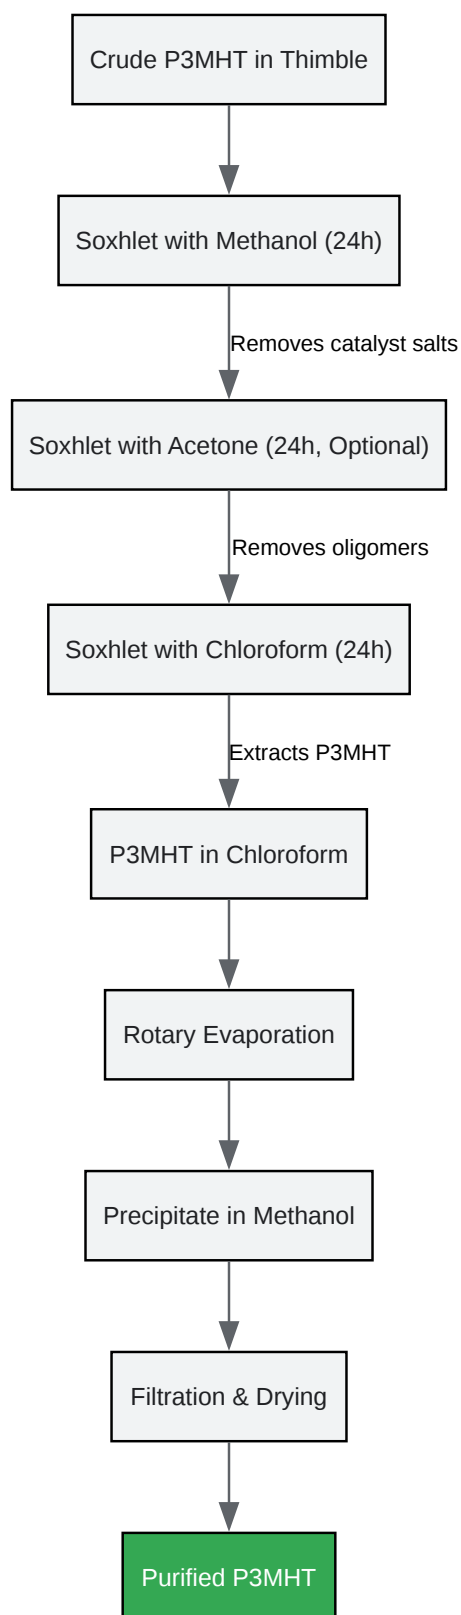 Crude P3MHT in Thimble
Soxhlet with Methanol (24h)
Removes catalyst salts
Soxhlet with Acetone (24h, Optional)
Removes oligomers
Soxhlet with Chloroform (24h)
Extracts P3MHT
P3MHT in Chloroform
Rotary Evaporation
Precipitate in Methanol
Filtration & Drying
Purified P3MHT